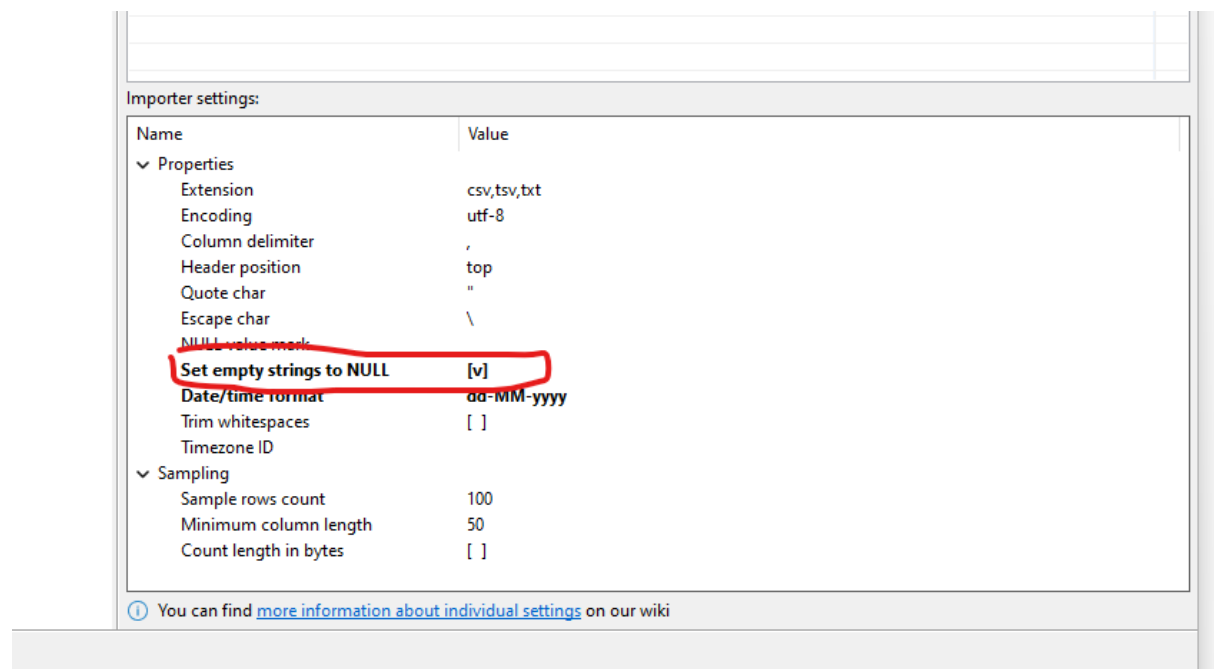 Importer settings:
Name Value
Properties
Extension csv,tsv,txt
Encoding utf-8
Column delimiter ,
Header position top
Quote char "
Escape char \
NULL value mark
Set empty strings to NULL [v]
Date/time format dd-MM-yyyy
Trim whitespaces [ ]
Timezone ID
Sampling
Sample rows count 100
Minimum column length 50
Count length in bytes [ ]
You can find more information about individual settings on our wiki